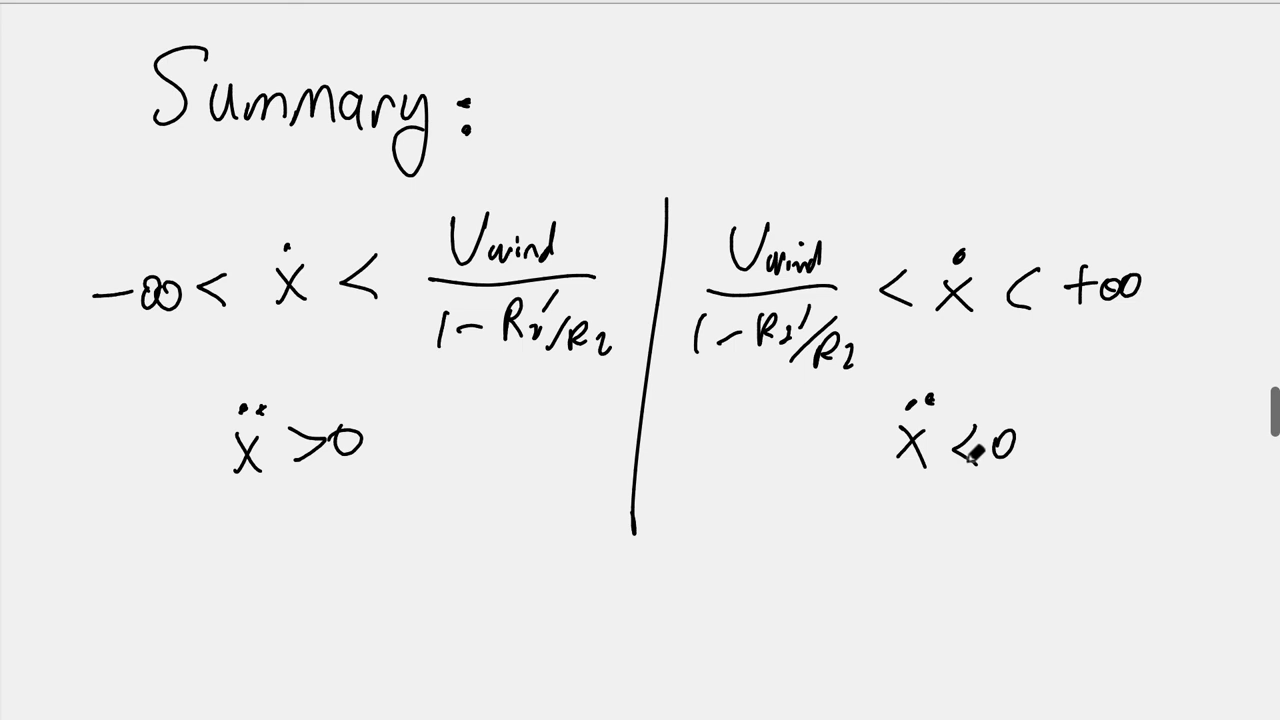 Summary:
-∞ < ẋ < Uwind / (1 - R2'/R2)
Uwind / (1 - R2'/R2) < ẋ < +∞
ẍ > 0
ẍ < 0